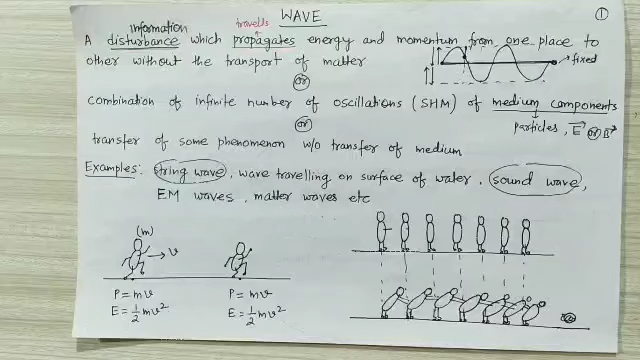 WAVE
①
information
travells
A disturbance which propagates energy and momentum from one place to
other without the transport of matter
fixed
or
combination of infinite number of oscillations (SHM) of medium components
or
particles, E⃗ or B⃗
transfer of some phenomenon w/o transfer of medium
Examples: string wave, wave travelling on surface of water, sound wave,
EM waves, matter waves etc
(m)
v
P = mv
E = ½mv²
P = mv
E = ½mv²